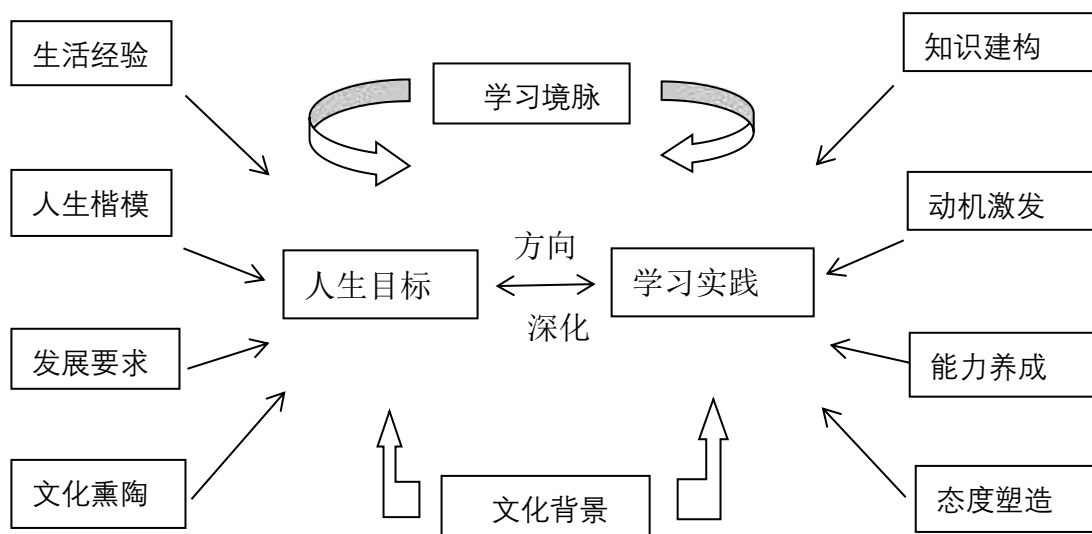 生活经验
学习境脉
知识建构
人生楷模
动机激发
方向
人生目标
学习实践
深化
发展要求
能力养成
文化熏陶
文化背景
态度塑造